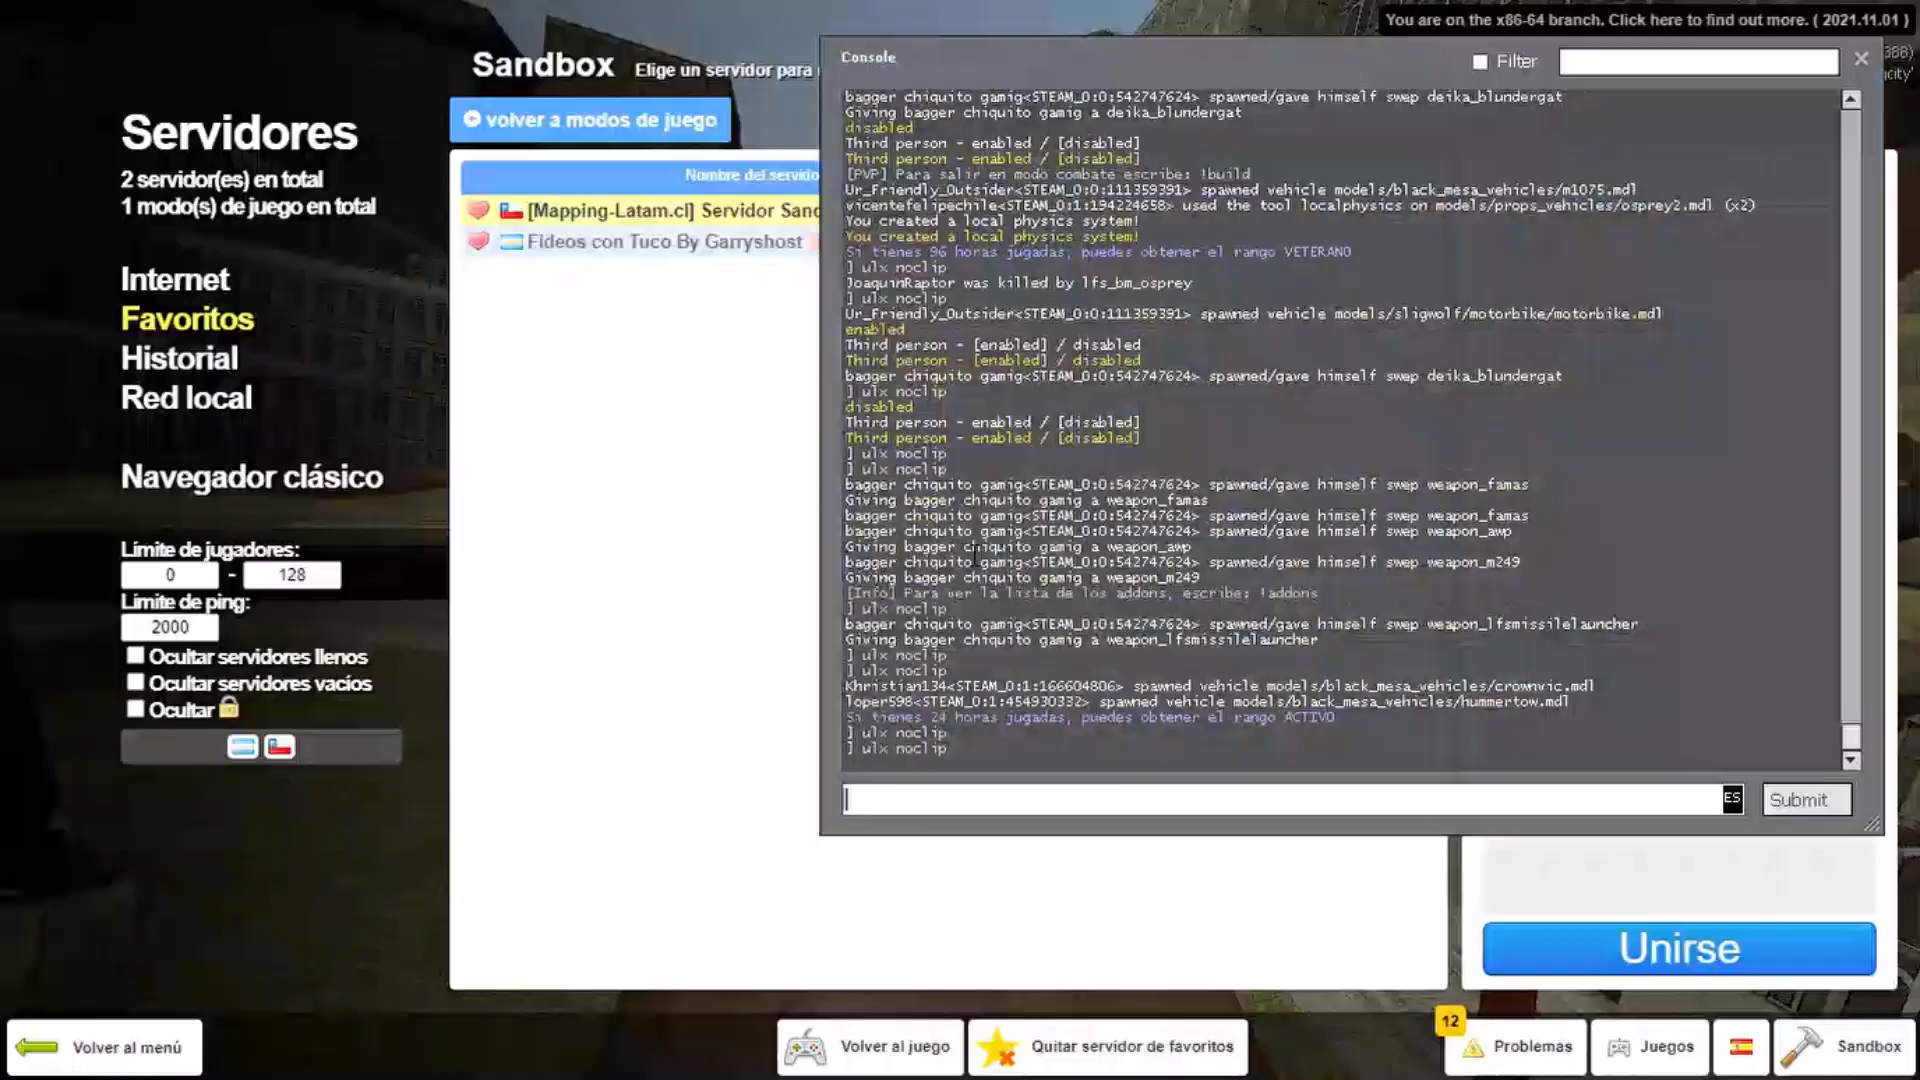 You are on the x86-64 branch. Click here to find out more. ( 2021.11.01 )
Sandbox
Elige un servidor para
volver a modos de juego
Servidores
2 servidor(es) en total
1 modo(s) de juego en total
Internet
Favoritos
Historial
Red local
Navegador clásico
Límite de jugadores:
0 - 128
Límite de ping:
2000
Ocultar servidores llenos
Ocultar servidores vacíos
Ocultar
Nombre del servido
[Mapping-Latam.cl] Servidor Sand
Fideos con Tuco By Garryshost
Console
Filter
388)
icity'
bagger chiquito gamig<STEAM_0:0:542747624> spawned/gave himself swep deika_blundergat
Giving bagger chiquito gamig a deika_blundergat
disabled
Third person - enabled / [disabled]
Third person - enabled / [disabled]
[PVP] Para salir en modo combate escribe: !build
Ur_Friendly_Outsider<STEAM_0:0:111359391> spawned vehicle models/black_mesa_vehicles/m1075.mdl
vicentefelipechile<STEAM_0:1:194224658> used the tool localphysics on models/props_vehicles/osprey2.mdl (x2)
You created a local physics system!
You created a local physics system!
Si tienes 96 horas jugadas, puedes obtener el rango VETERANO
] ulx noclip
JoaquinRaptor was killed by lfs_bm_osprey
] ulx noclip
Ur_Friendly_Outsider<STEAM_0:0:111359391> spawned vehicle models/sligwolf/motorbike/motorbike.mdl
enabled
Third person - [enabled] / disabled
Third person - [enabled] / disabled
bagger chiquito gamig<STEAM_0:0:542747624> spawned/gave himself swep deika_blundergat
] ulx noclip
disabled
Third person - enabled / [disabled]
Third person - enabled / [disabled]
] ulx noclip
] ulx noclip
bagger chiquito gamig<STEAM_0:0:542747624> spawned/gave himself swep weapon_famas
Giving bagger chiquito gamig a weapon_famas
bagger chiquito gamig<STEAM_0:0:542747624> spawned/gave himself swep weapon_famas
bagger chiquito gamig<STEAM_0:0:542747624> spawned/gave himself swep weapon_awp
Giving bagger chiquito gamig a weapon_awp
bagger chiquito gamig<STEAM_0:0:542747624> spawned/gave himself swep weapon_m249
Giving bagger chiquito gamig a weapon_m249
[Info] Para ver la lista de los addons, escribe: !addons
] ulx noclip
bagger chiquito gamig<STEAM_0:0:542747624> spawned/gave himself swep weapon_lfsmissilelauncher
Giving bagger chiquito gamig a weapon_lfsmissilelauncher
] ulx noclip
] ulx noclip
Khristian134<STEAM_0:1:166604806> spawned vehicle models/black_mesa_vehicles/crownvic.mdl
loper598<STEAM_0:1:454930332> spawned vehicle models/black_mesa_vehicles/hummertow.mdl
Si tienes 24 horas jugadas, puedes obtener el rango ACTIVO
] ulx noclip
] ulx noclip
ES
Submit
Unirse
Volver al menú
Volver al juego
Quitar servidor de favoritos
12
Problemas
Juegos
Sandbox